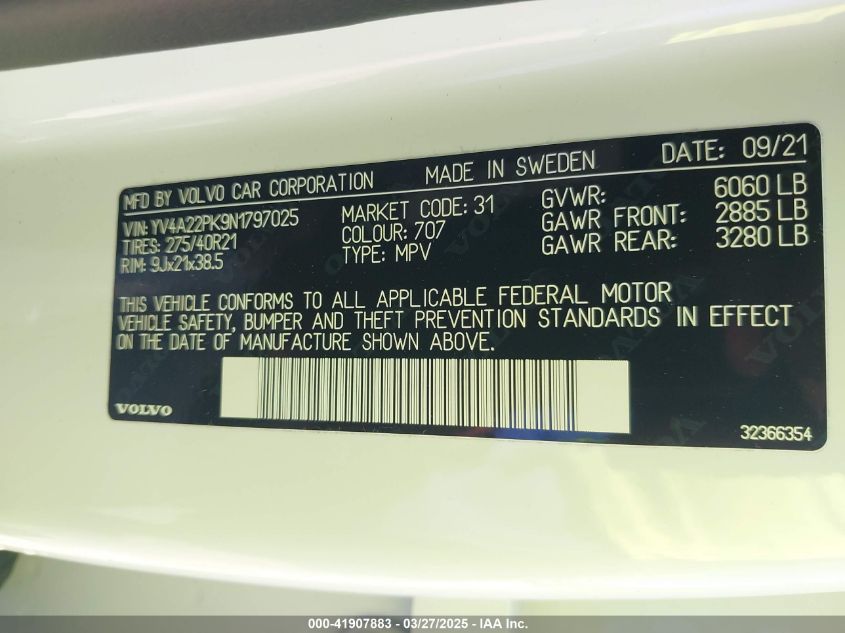 MFD BY VOLVO CAR CORPORATION MADE IN SWEDEN DATE: 09/21
VIN: YV4A22PK9N1797025 MARKET CODE: 31 GVWR: 6060 LB
TIRES: 275/40R21 COLOUR: 707 GAWR FRONT: 2885 LB
RIM: 9Jx21x38.5 TYPE: MPV GAWR REAR: 3280 LB
THIS VEHICLE CONFORMS TO ALL APPLICABLE FEDERAL MOTOR
VEHICLE SAFETY, BUMPER AND THEFT PREVENTION STANDARDS IN EFFECT
ON THE DATE OF MANUFACTURE SHOWN ABOVE.
VOLVO 32366354
000-41907883 — 03/27/2025 — IAA Inc.